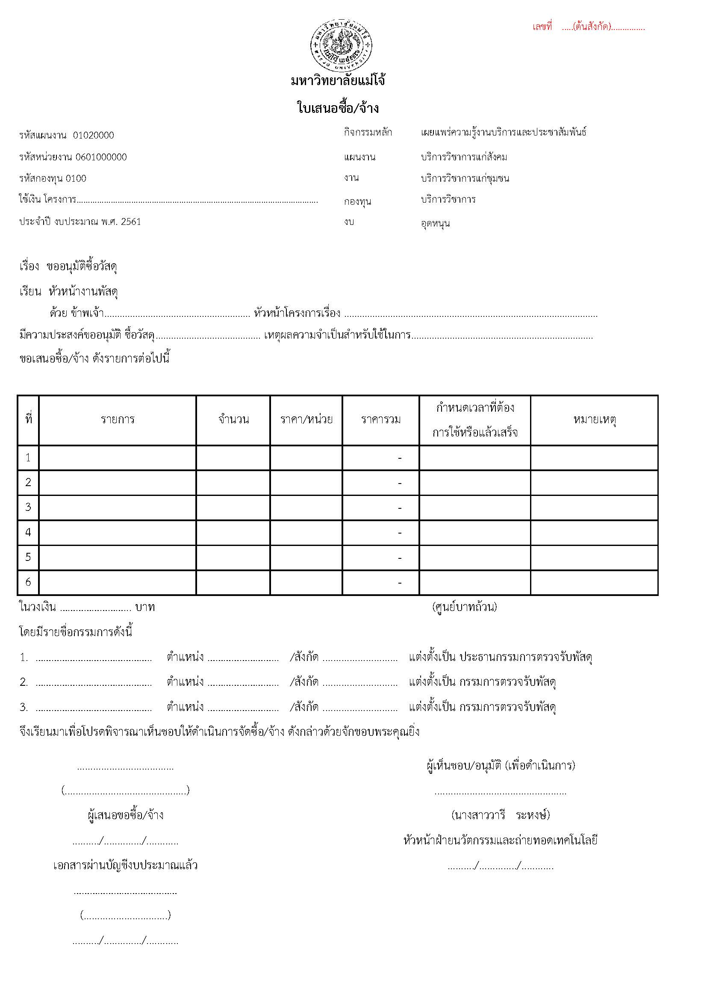 เลขที่ .....(ต้นสังกัด)...............
มหาวิทยาลัยแม่โจ้
MAEJO UNIVERSITY
มหาวิทยาลัยแม่โจ้
ใบเสนอซื้อ/จ้าง
รหัสแผนงาน 01020000 กิจกรรมหลัก เผยแพร่ความรู้งานบริการและประชาสัมพันธ์
รหัสหน่วยงาน 0601000000 แผนงาน บริการวิชาการแก่สังคม
รหัสกองทุน 0100 งาน บริการวิชาการแก่ชุมชน
ใช้เงิน โครงการ........................................................................................................... กองทุน บริการวิชาการ
ประจำปี งบประมาณ พ.ศ. 2561 งบ อุดหนุน
เรื่อง ขออนุมัติซื้อวัสดุ
เรียน หัวหน้างานพัสดุ
ด้วย ข้าพเจ้า......................................................... หัวหน้าโครงการเรื่อง ...................................................................................................
มีความประสงค์ขออนุมัติ ซื้อวัสดุ......................................... เหตุผลความจำเป็นสำหรับใช้ในการ.......................................................................
ขอเสนอซื้อ/จ้าง ดังรายการต่อไปนี้
ที่ รายการ จำนวน ราคา/หน่วย ราคารวม กำหนดเวลาที่ต้อง การใช้หรือแล้วเสร็จ หมายเหตุ
1 -
2 -
3 -
4 -
5 -
6 -
ในวงเงิน ........................... บาท (ศูนย์บาทถ้วน)
โดยมีรายชื่อกรรมการดังนี้
1. ............................................ ตำแหน่ง ........................... /สังกัด ............................ แต่งตั้งเป็น ประธานกรรมการตรวจรับพัสดุ
2. ............................................ ตำแหน่ง ........................... /สังกัด ............................ แต่งตั้งเป็น กรรมการตรวจรับพัสดุ
3. ............................................ ตำแหน่ง ........................... /สังกัด ............................ แต่งตั้งเป็น กรรมการตรวจรับพัสดุ
จึงเรียนมาเพื่อโปรดพิจารณาเห็นชอบให้ดำเนินการจัดซื้อ/จ้าง ดังกล่าวด้วยจักขอบพระคุณยิ่ง
.................................... ผู้เห็นชอบ/อนุมัติ (เพื่อดำเนินการ)
(.............................................) .................................................
ผู้เสนอขอซื้อ/จ้าง (นางสาววารี ระหงษ์)
........../............../............ หัวหน้าฝ่ายนวัตกรรมและถ่ายทอดเทคโนโลยี
เอกสารผ่านบัญชีงบประมาณแล้ว ........../............../............
.......................................
(...............................)
........../............../............